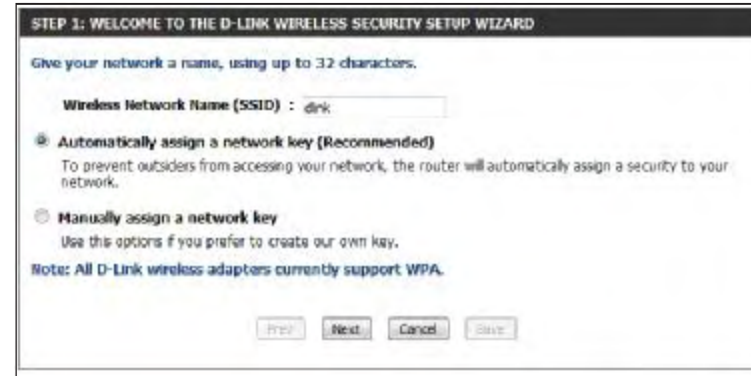 STEP 1: WELCOME TO THE D-LINK WIRELESS SECURITY SETUP WIZARD
Give your network a name, using up to 32 characters.
Wireless Network Name (SSID) : dlink
Automatically assign a network key (Recommended)
To prevent outsiders from accessing your network, the router will automatically assign a security to your
network.
Manually assign a network key
Use this options if you prefer to create our own key.
Note: All D-Link wireless adapters currently support WPA.
Prev Next Cancel Save